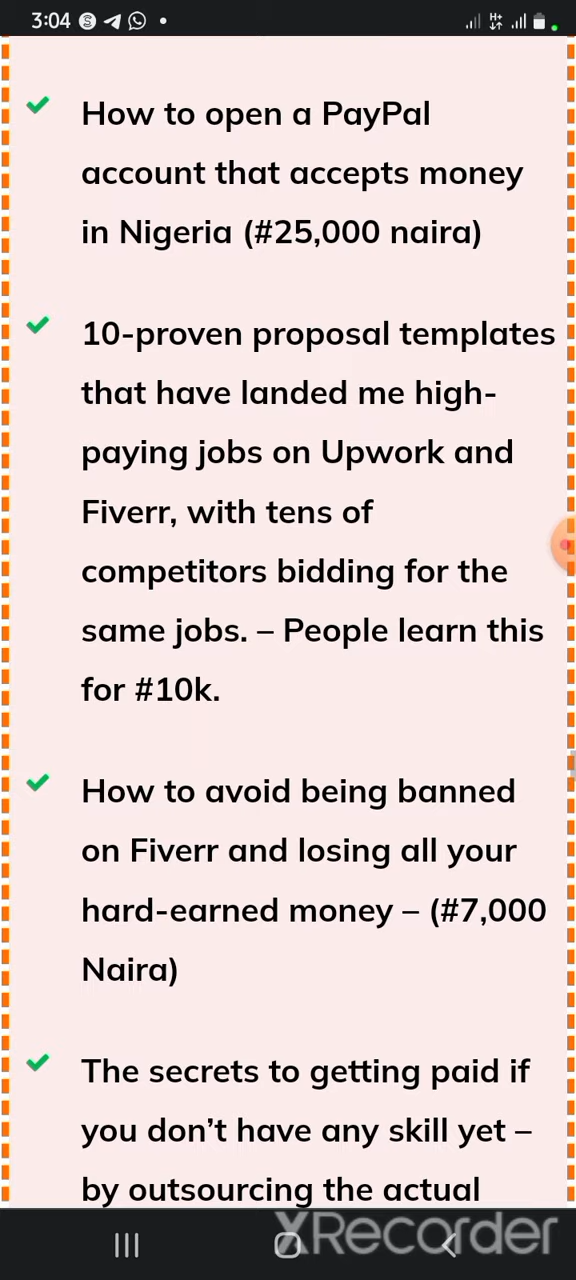 3:04
How to open a PayPal
account that accepts money
in Nigeria (#25,000 naira)
10-proven proposal templates
that have landed me high-
paying jobs on Upwork and
Fiverr, with tens of
competitors bidding for the
same jobs. – People learn this
for #10k.
How to avoid being banned
on Fiverr and losing all your
hard-earned money – (#7,000
Naira)
The secrets to getting paid if
you don’t have any skill yet –
by outsourcing the actual
XRecorder